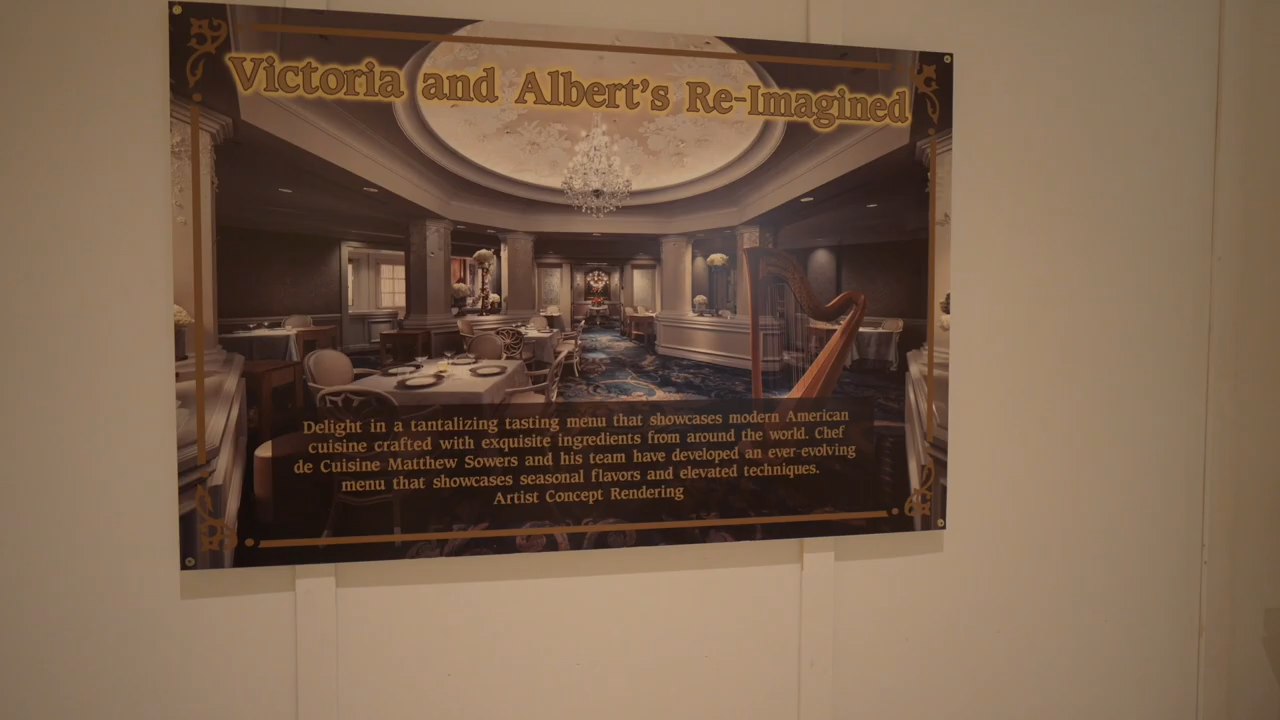 Victoria and Albert's Re-Imagined
Delight in a tantalizing tasting menu that showcases modern American
cuisine crafted with exquisite ingredients from around the world. Chef
de Cuisine Matthew Sowers and his team have developed an ever-evolving
menu that showcases seasonal flavors and elevated techniques.
Artist Concept Rendering